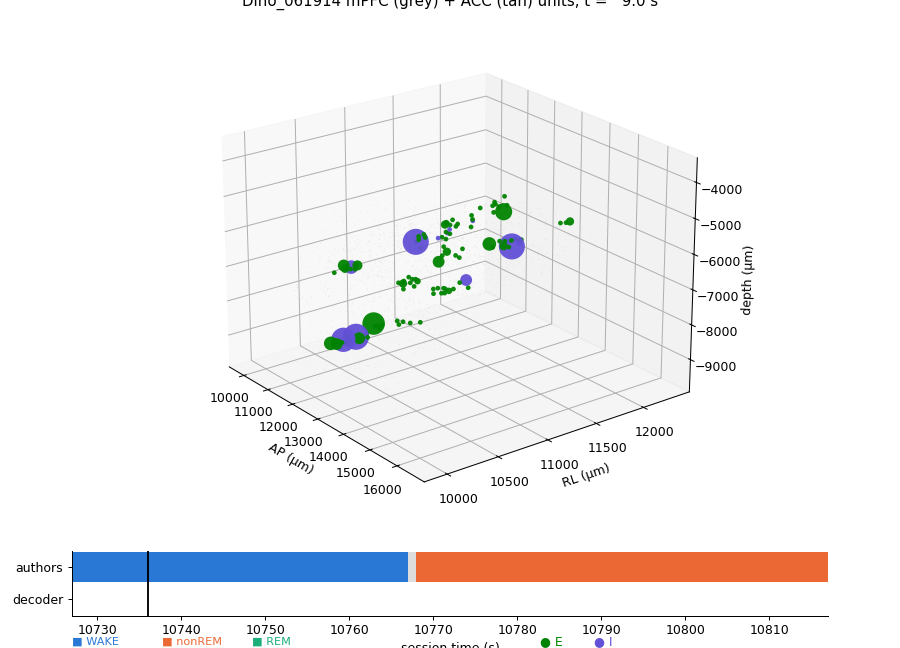 Dino_061914 mPFC (grey) + ACC (tan) units, t = 9.0 s
−4000
−5000
−6000
−7000
−8000
−9000
depth (μm)
10000
11000
12000
13000
14000
15000
16000
AP (μm)
10000
10500
11000
11500
12000
RL (μm)
authors
decoder
10730 10740 10750 10760 10770 10780 10790 10800 10810
session time (s)
WAKE nonREM REM E I